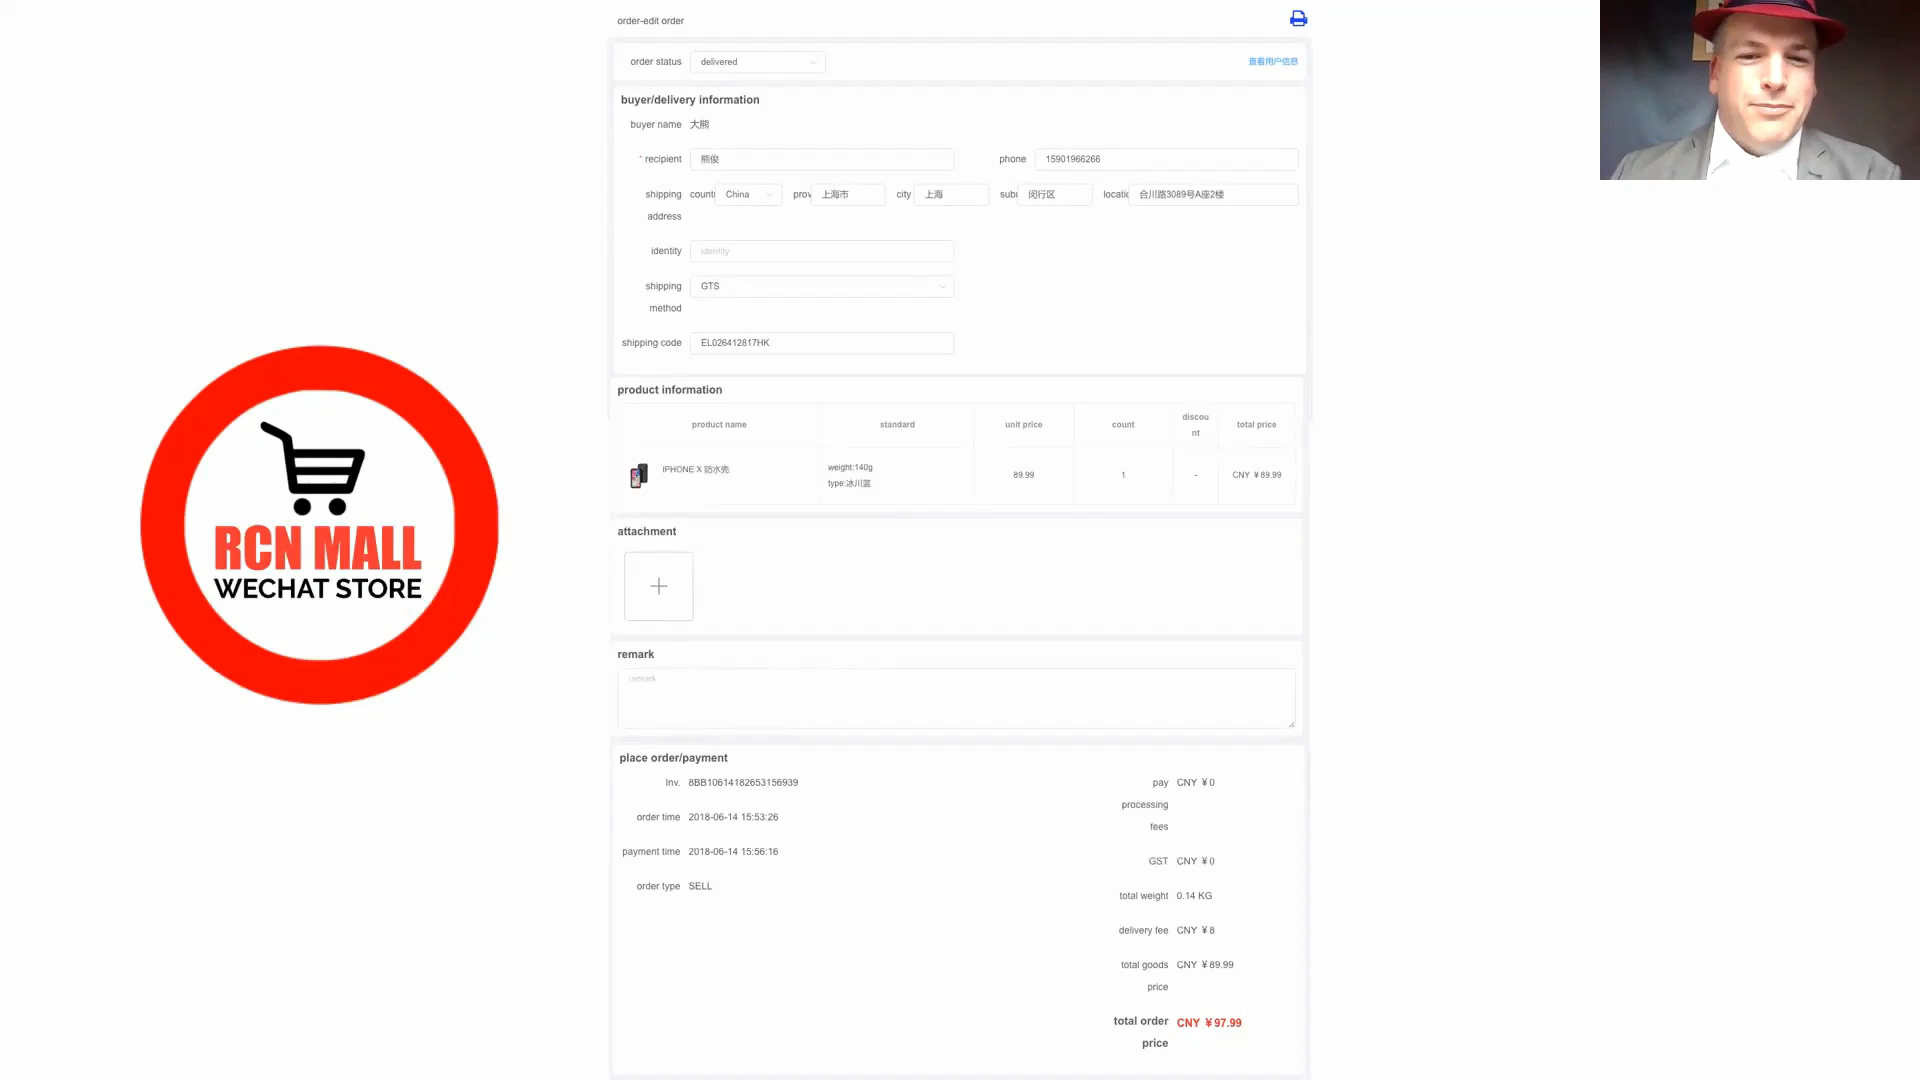 order-edit order
order status delivered 查看用户信息
buyer/delivery information
buyer name 大熊
* recipient 熊俊 phone 15901966266
shipping address count China prov 上海市 city 上海 subu 闵行区 locatio 合川路3089号A座2楼
identity identity
shipping method GTS
shipping code EL026412817HK
product information
product name standard unit price count discount total price
IPHONE X 防水壳 weight:140g 89.99 1 - CNY ¥89.99
type:冰川蓝
RCN MALL
WECHAT STORE
attachment
remark
remark
place order/payment
Inv. 8BB10614182653156939 pay processing fees CNY ¥0
order time 2018-06-14 15:53:26
payment time 2018-06-14 15:56:16 GST CNY ¥0
order type SELL total weight 0.14 KG
delivery fee CNY ¥8
total goods price CNY ¥89.99
total order price CNY ¥97.99